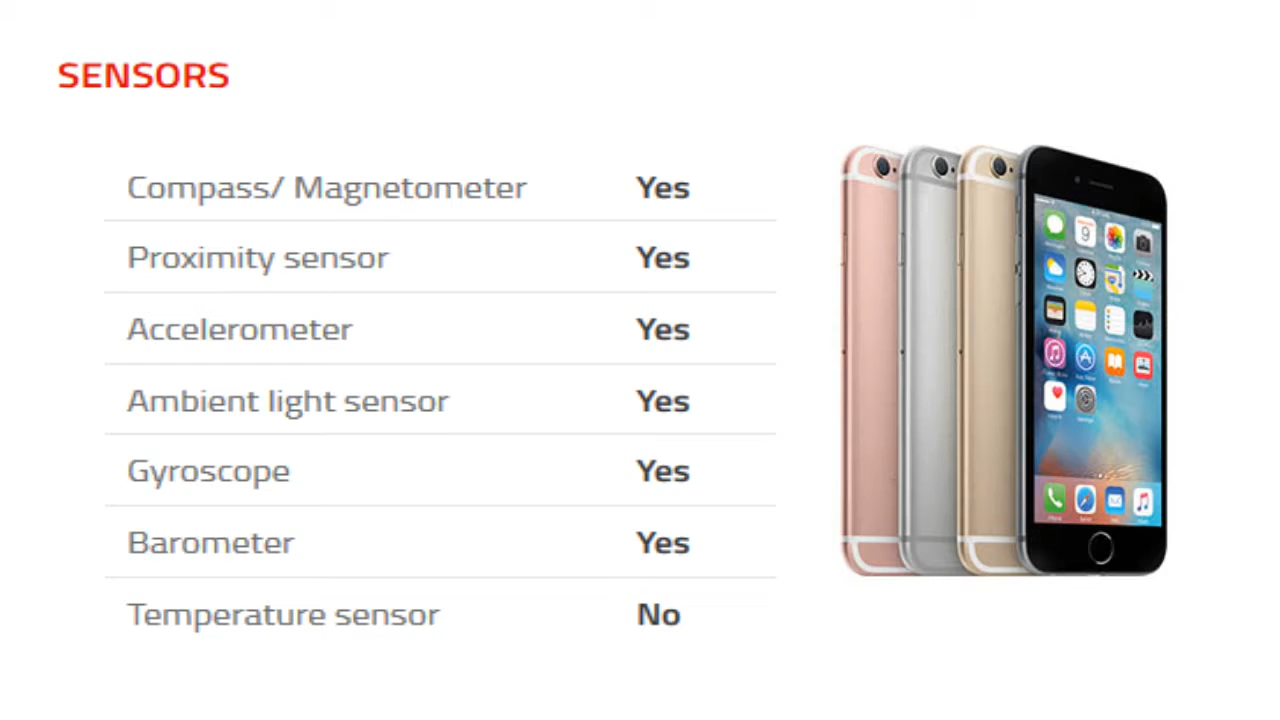 SENSORS
Compass/ Magnetometer Yes
Proximity sensor Yes
Accelerometer Yes
Ambient light sensor Yes
Gyroscope Yes
Barometer Yes
Temperature sensor No
9